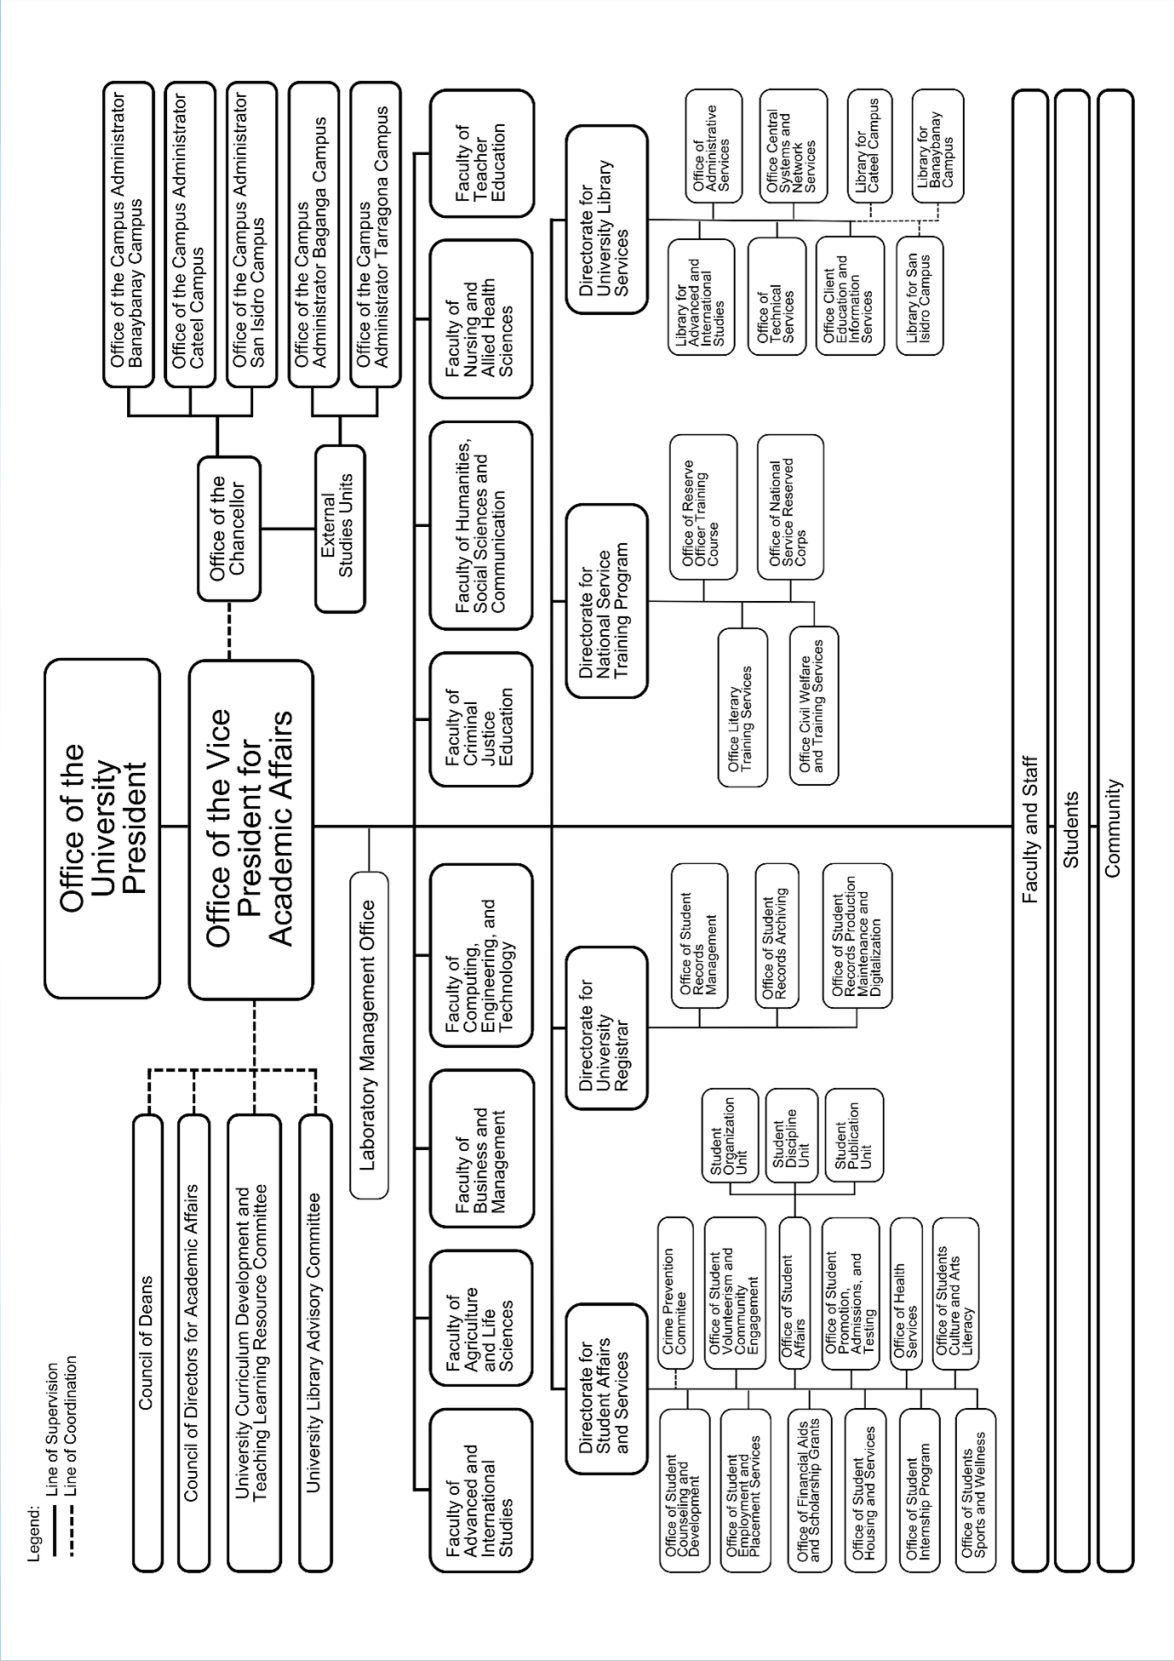 Legend:
Line of Supervision
Line of Coordination
Office of the
University
President
Office of the Vice
President for
Academic Affairs
Council of Deans
Council of Directors for Academic Affairs
University Curriculum Development and
Teaching Learning Resource Committee
University Library Advisory Committee
Office of the
Chancellor
External
Studies Units
Office of the Campus Administrator
Banaybanay Campus
Office of the Campus Administrator
Cateel Campus
Office of the Campus Administrator
San Isidro Campus
Office of the Campus
Administrator Baganga Campus
Office of the Campus
Administrator Tarragona Campus
Laboratory Management Office
Faculty of
Advanced and
International
Studies
Faculty of
Agriculture
and Life
Sciences
Faculty of
Business and
Management
Faculty of
Computing,
Engineering, and
Technology
Faculty of
Criminal
Justice
Education
Faculty of Humanities,
Social Sciences and
Communication
Faculty of
Nursing and
Allied Health
Sciences
Faculty of
Teacher
Education
Directorate for
Student Affairs
and Services
Directorate for
University
Registrar
Directorate for
National Service
Training Program
Directorate for
University Library
Services
Office of Student
Counseling and
Development
Office of Student
Employment and
Placement Services
Office of Financial Aids
and Scholarship Grants
Office of Student
Housing and Services
Office of Student
Internship Program
Office of Students
Sports and Wellness
Crime Prevention
Committee
Office of Student
Volunteerism and
Community
Engagement
Office of Student
Affairs
Office of Student
Promotion,
Admissions, and
Testing
Office of Health
Services
Office of Students
Culture and Arts
Literacy
Student
Organization
Unit
Student
Discipline
Unit
Student
Publication
Unit
Office of Student
Records
Management
Office of Student
Records Archiving
Office of Student
Records Production
Maintenance and
Digitalization
Office Literary
Training Services
Office Civil Welfare
and Training Services
Office of Reserve
Officer Training
Course
Office of National
Service Reserved
Corps
Library for
Advanced and
International
Studies
Office of
Technical
Services
Office Client
Education and
Information
Services
Library for San
Isidro Campus
Office of
Administrative
Services
Office Central
Systems and
Network
Services
Library for
Cateel Campus
Library for
Banaybanay
Campus
Faculty and Staff
Students
Community